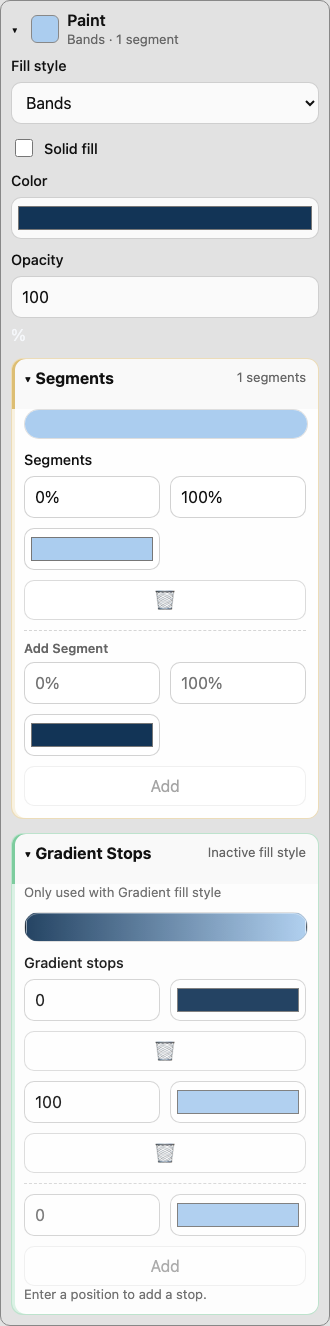 Paint
Bands · 1 segment
Fill style
Bands
Solid fill
Color
Opacity
100
%
Segments 1 segments
Segments
0% 100%
Add Segment
0% 100%
Add
Gradient Stops Inactive fill style
Only used with Gradient fill style
Gradient stops
0
100
0
Add
Enter a position to add a stop.